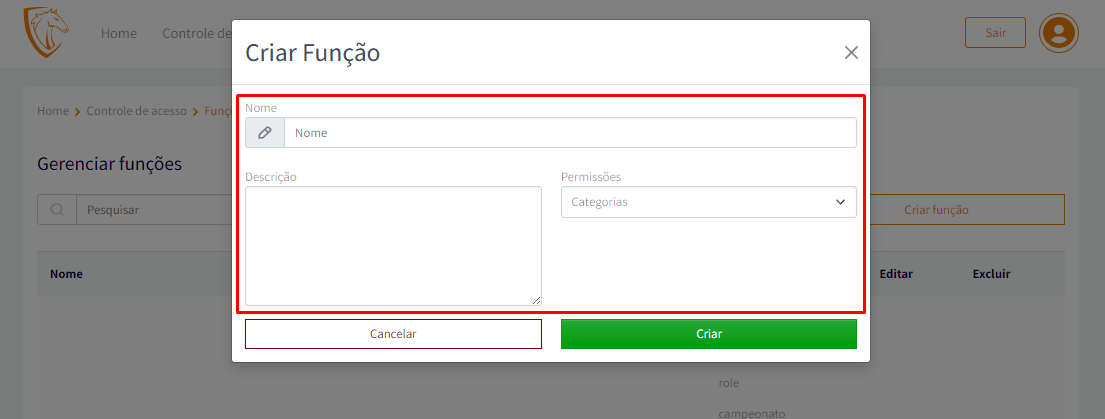 Home Controle de
Sair
Criar Função
Home Controle de acesso Funç
Nome
Nome
Gerenciar funções
Descrição
Permissões
Pesquisar
Categorias
Criar função
Nome
Editar
Excluir
Cancelar
Criar
role
campeonato